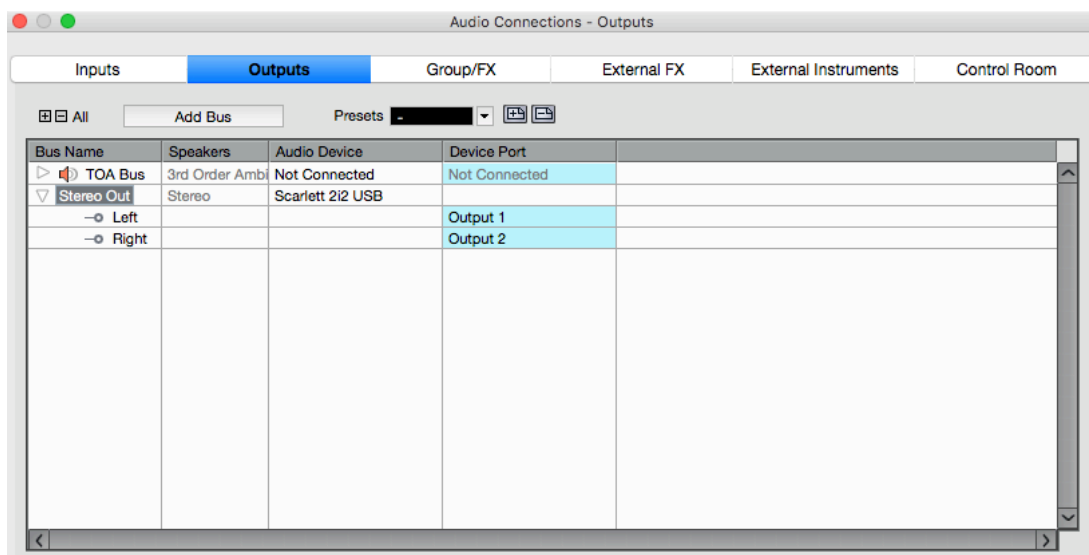 Audio Connections - Outputs
Inputs Outputs Group/FX External FX External Instruments Control Room
All Add Bus Presets -
Bus Name Speakers Audio Device Device Port
TOA Bus 3rd Order Ambi Not Connected Not Connected
Stereo Out Stereo Scarlett 2i2 USB
Left Output 1
Right Output 2